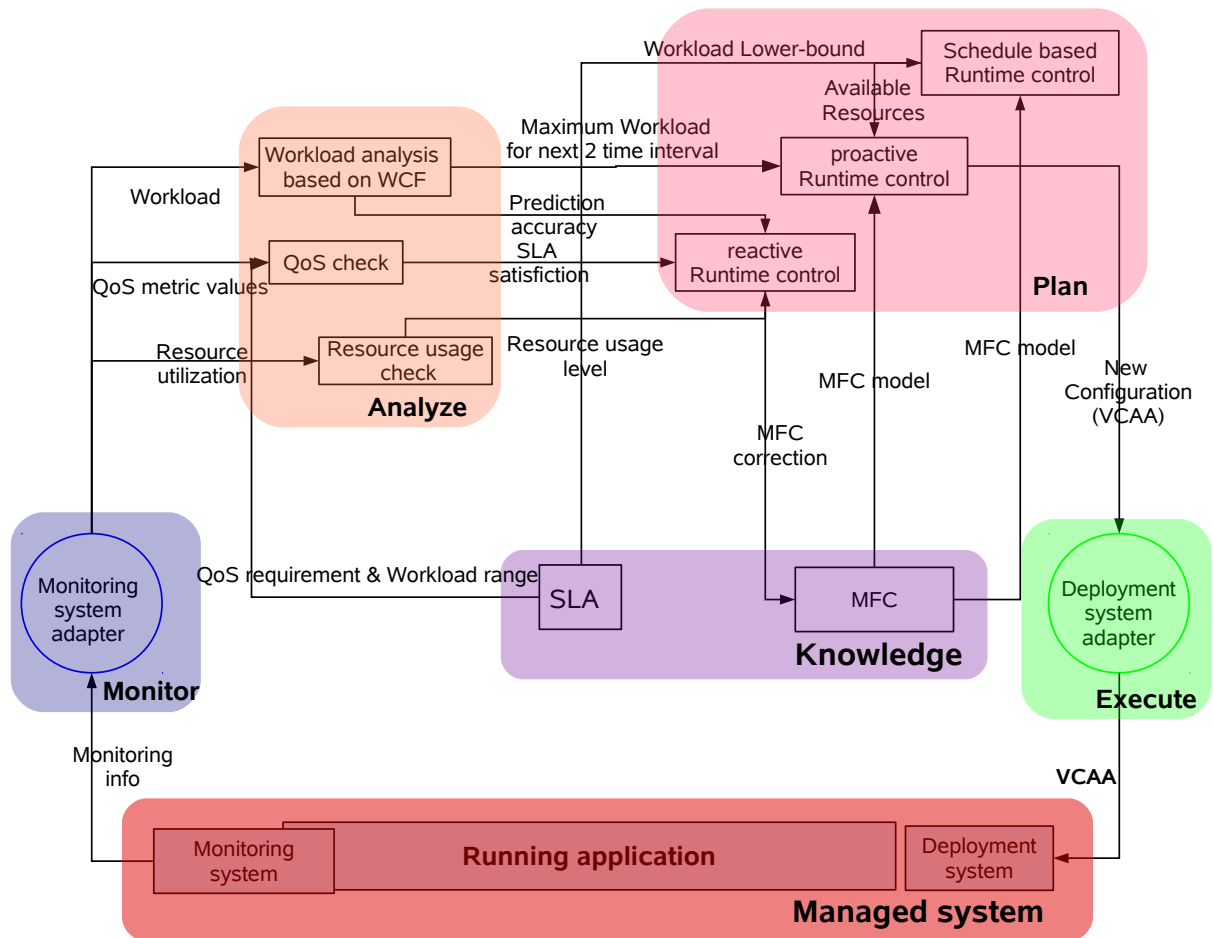 Workload Lower-bound
Schedule based
Runtime control
Available
Resources
Maximum Workload
for next 2 time interval
Workload analysis
based on WCF
proactive
Runtime control
Workload
Prediction
accuracy
SLA
satisfiction
QoS check
reactive
Runtime control
QoS metric values
Plan
Resource
utilization
Resource usage
check
Resource usage
level
MFC model
MFC model
New
Configuration
(VCAA)
Analyze
MFC
correction
QoS requirement & Workload range
Monitoring
system
adapter
SLA
MFC
Deployment
system
adapter
Knowledge
Monitor
Execute
Monitoring
info
VCAA
Monitoring
system
Running application
Deployment
system
Managed system